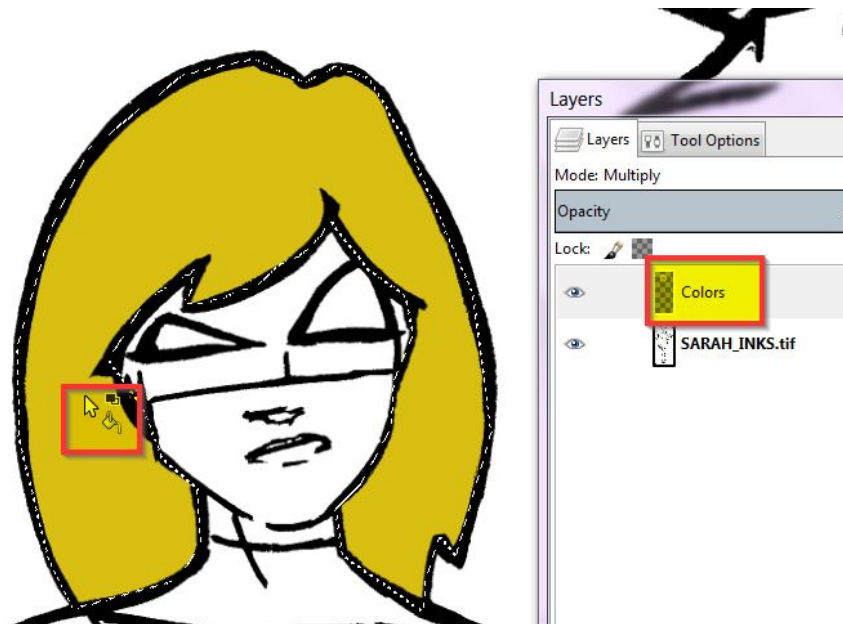 Layers
Layers Tool Options
Mode: Multiply
Opacity
Lock:
Colors
SARAH_INKS.tif